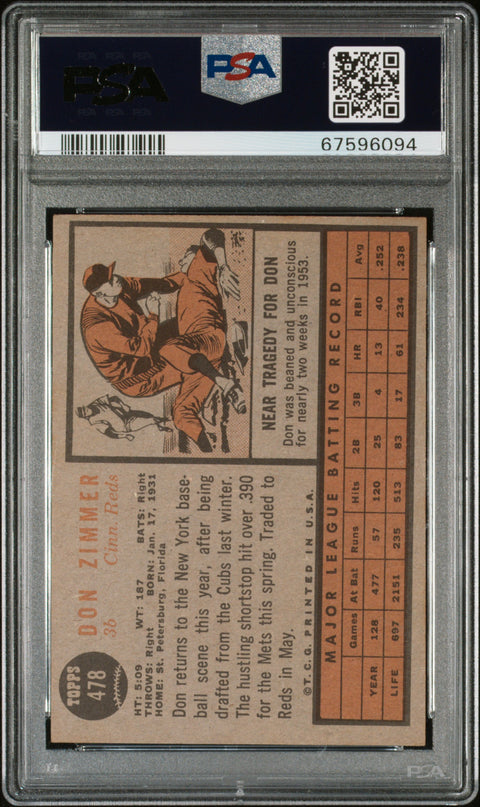 PSA
PSA
67596094
TOPPS
478
DON ZIMMER
3b Cinn. Reds
HT: 5:09 WT: 187 BATS: Right
THROWS: Right BORN: Jan. 17, 1931
HOME: St. Petersburg, Florida
Don returns to the New York base-
ball scene this year, after being
drafted from the Cubs last winter.
The hustling shortstop hit over .390
for the Mets this spring. Traded to
Reds in May.
NEAR TRAGEDY FOR DON
Don was beaned and unconscious
for nearly two weeks in 1953.
©T.C.G. PRINTED IN U.S.A.
MAJOR LEAGUE BATTING RECORD
Games At Bat Runs Hits 2B 3B HR RBI Avg
YEAR 128 477 57 120 25 4 13 40 .252
LIFE 697 2151 235 513 83 17 61 234 .238
PSA